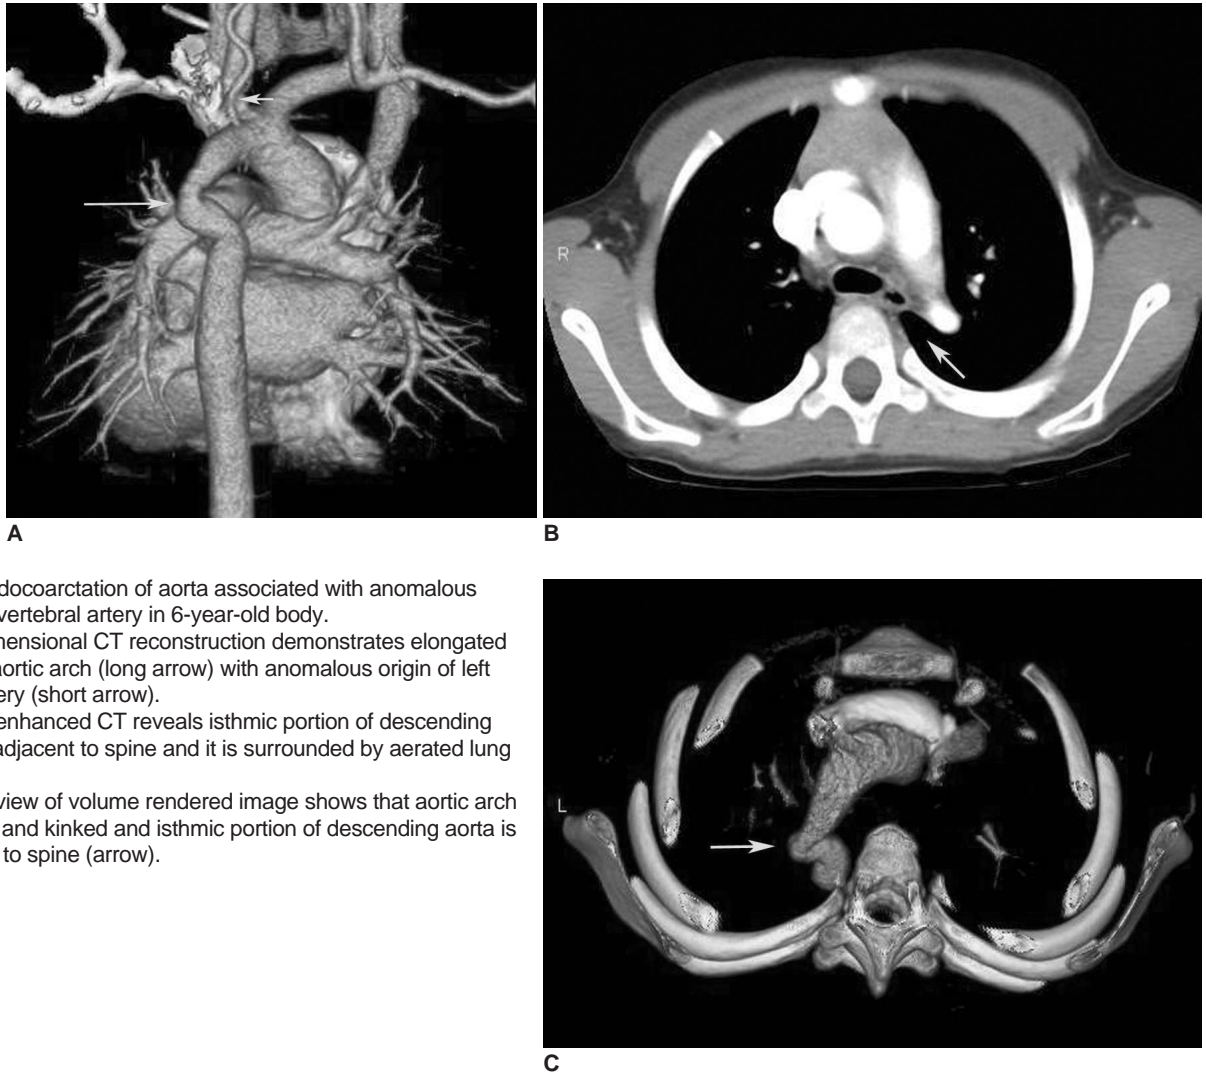 A
B
R
docoarctation of aorta associated with anomalous
vertebral artery in 6-year-old body.
nensional CT reconstruction demonstrates elongated
aortic arch (long arrow) with anomalous origin of left
ery (short arrow).
enhanced CT reveals isthmic portion of descending
adjacent to spine and it is surrounded by aerated lung
view of volume rendered image shows that aortic arch
and kinked and isthmic portion of descending aorta is
to spine (arrow).
L
C